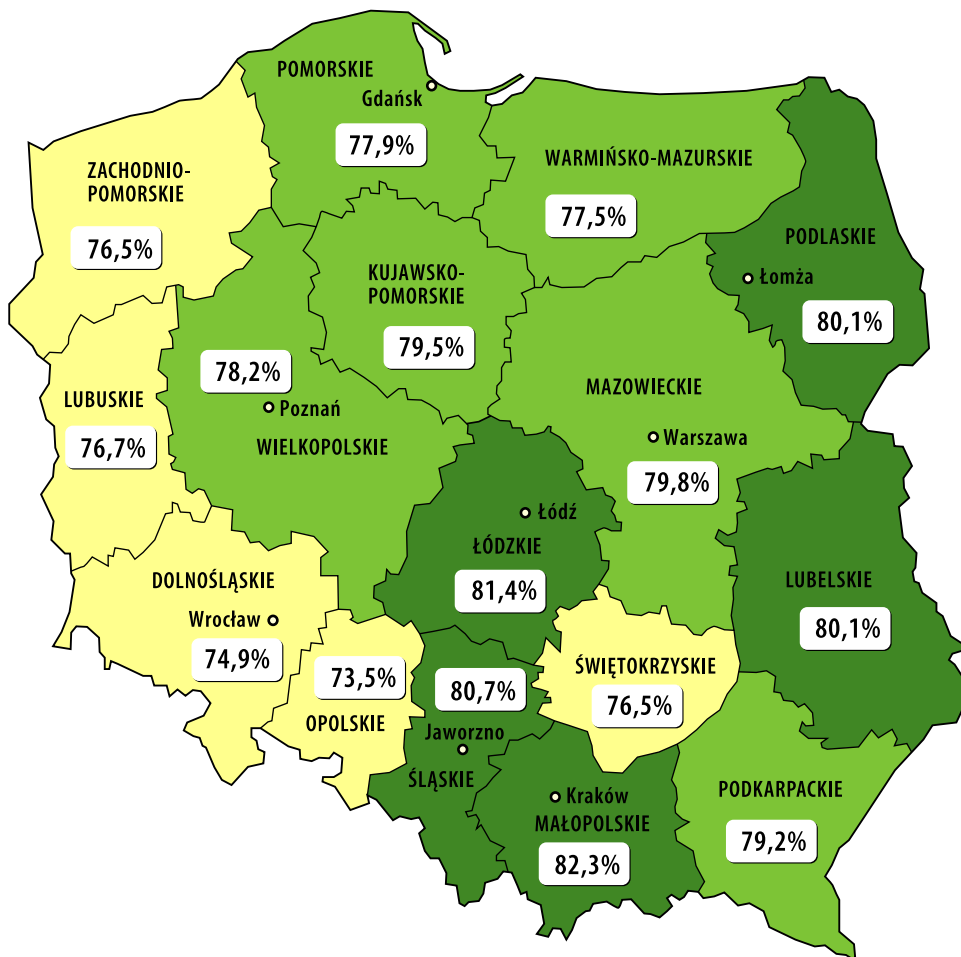 POMORSKIE
Gdańsk
77,9%
ZACHODNIO-
POMORSKIE
76,5%
WARMIŃSKO-MAZURSKIE
77,5%
PODLASKIE
Łomża
80,1%
KUJAWSKO-
POMORSKIE
79,5%
78,2%
Poznań
WIELKOPOLSKIE
LUBUSKIE
76,7%
MAZOWIECKIE
Warszawa
79,8%
Łódź
ŁÓDZKIE
81,4%
DOLNOŚLĄSKIE
Wrocław
74,9%
LUBELSKIE
80,1%
73,5%
OPOLSKIE
80,7%
Jaworzno
ŚLĄSKIE
ŚWIĘTOKRZYSKIE
76,5%
Kraków
MAŁOPOLSKIE
82,3%
PODKARPACKIE
79,2%